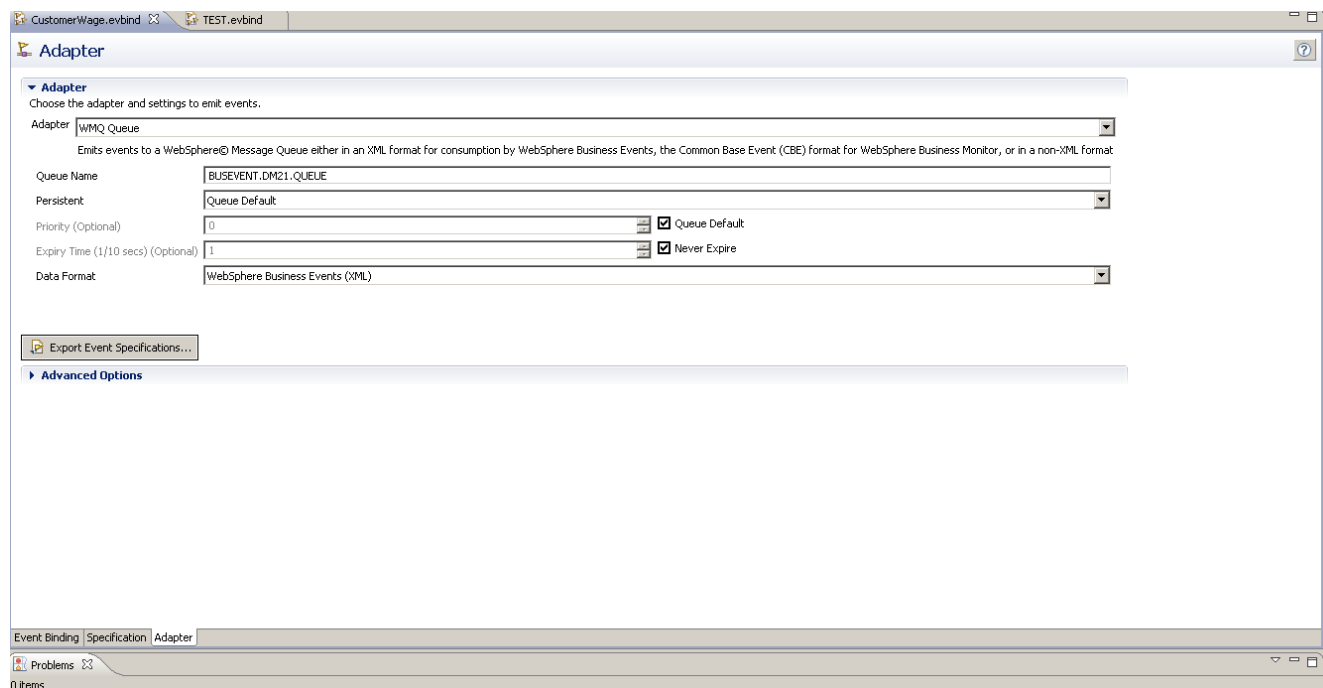 CustomerWage.evbind TEST.evbind
Adapter
Adapter
Choose the adapter and settings to emit events.
Adapter WMQ Queue
Emits events to a WebSphere© Message Queue either in an XML format for consumption by WebSphere Business Events, the Common Base Event (CBE) format for WebSphere Business Monitor, or in a non-XML format
Queue Name BUSEVENT.DM21.QUEUE
Persistent Queue Default
Priority (Optional) 0 Queue Default
Expiry Time (1/10 secs) (Optional) 1 Never Expire
Data Format WebSphere Business Events (XML)
Export Event Specifications...
Advanced Options
Event Binding Specification Adapter
Problems
0 items